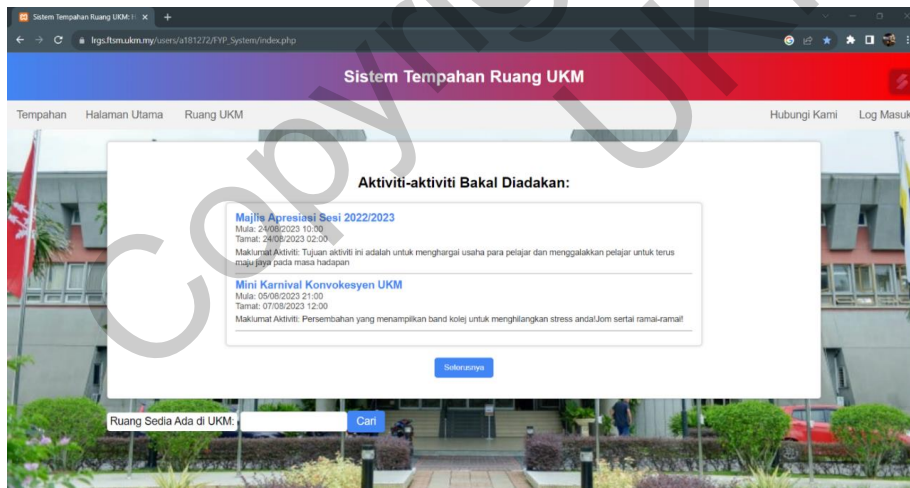 Sistem Tempahan Ruang UKM: H
lrgs.ftsm.ukm.my/users/a181272/FYP_System/index.php
Sistem Tempahan Ruang UKM
Tempahan Halaman Utama Ruang UKM Hubungi Kami Log Masuk
Aktiviti-aktiviti Bakal Diadakan:
Majlis Apresiasi Sesi 2022/2023
Mula: 24/08/2023 10:00
Tamat: 24/08/2023 02:00
Maklumat Aktiviti: Tujuan aktiviti ini adalah untuk menghargai usaha para pelajar dan menggalakkan pelajar untuk terus
maju jaya pada masa hadapan
Mini Karnival Konvokesyen UKM
Mula: 05/08/2023 21:00
Tamat: 07/08/2023 12:00
Maklumat Aktiviti: Persembahan yang menampilkan band kolej untuk menghilangkan stress anda!Jom sertai ramai-ramai!
Seterusnya
Ruang Sedia Ada di UKM: Cari
Copyright
UK